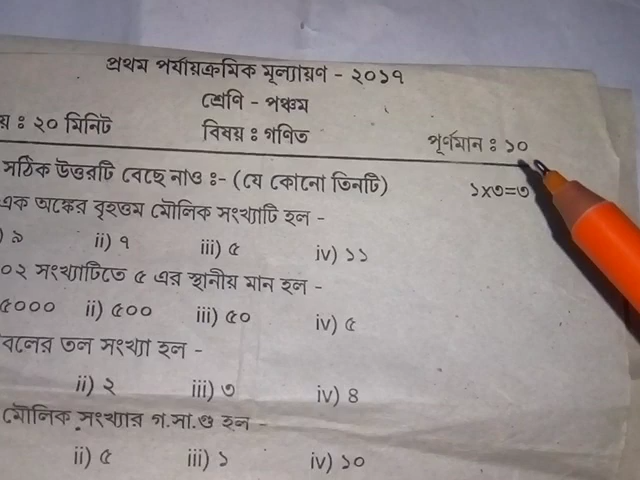 প্রথম পর্যায়ক্রমিক মূল্যায়ণ - ২০১৭
শ্রেণি - পঞ্চম
য় ঃ ২০ মিনিট বিষয় ঃ গণিত পূর্ণমান ঃ ১০
সঠিক উত্তরটি বেছে নাও ঃ- (যে কোনো তিনটি) ১x৩=৩
এক অঙ্কের বৃহত্তম মৌলিক সংখ্যাটি হল -
) ৯ ii) ৭ iii) ৫ iv) ১১
০২ সংখ্যাটিতে ৫ এর স্থানীয় মান হল -
৫০০০ ii) ৫০০ iii) ৫০ iv) ৫
বলের তল সংখ্যা হল -
ii) ২ iii) ৩ iv) 8
মৌলিক সংখ্যার গ.সা.গু হল -
ii) ৫ iii) ১ iv) ১০